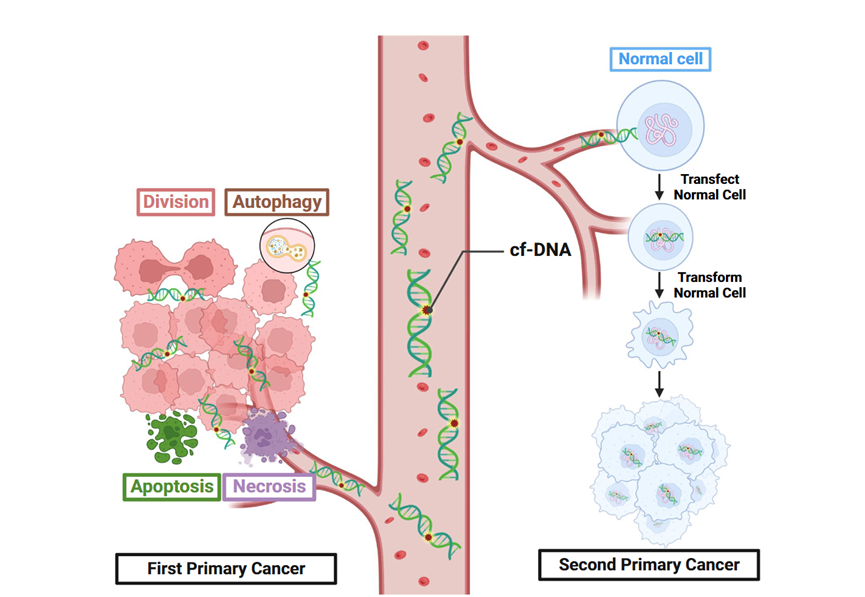 Normal cell
Transfect
Normal Cell
Division
Autophagy
cf-DNA
Transform
Normal Cell
Apoptosis
Necrosis
First Primary Cancer
Second Primary Cancer